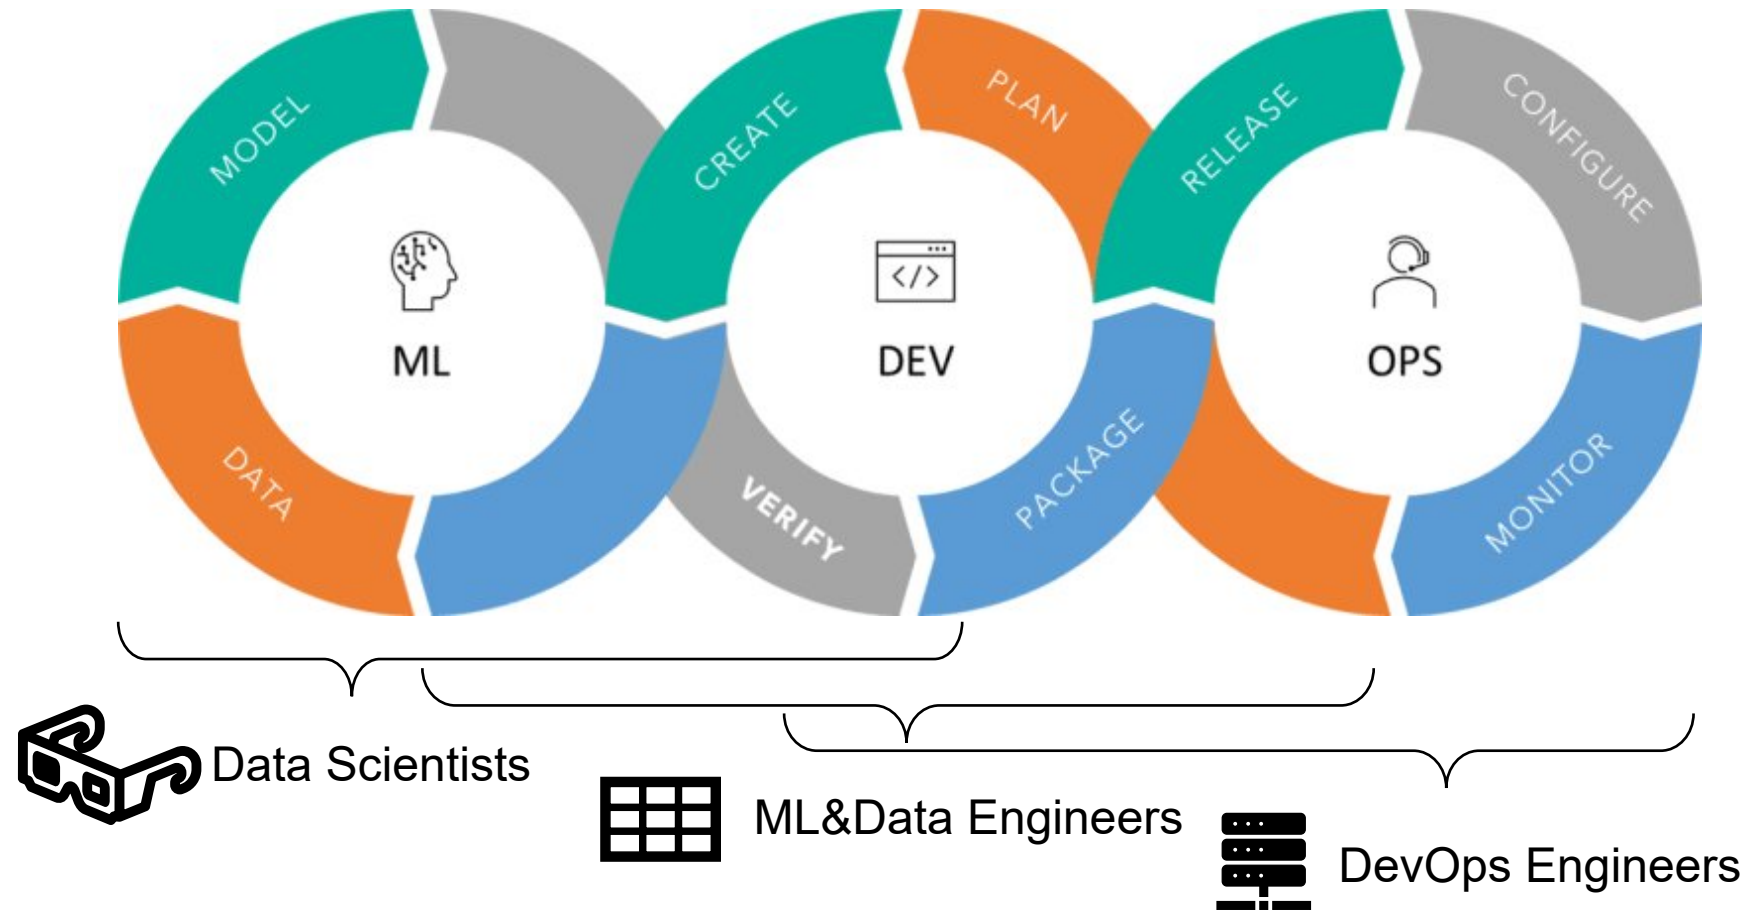 MODEL
CREATE
PLAN
RELEASE
CONFIGURE
</>
ML
DEV
OPS
DATA
VERIFY
PACKAGE
MONITOR
Data Scientists
ML&Data Engineers
DevOps Engineers